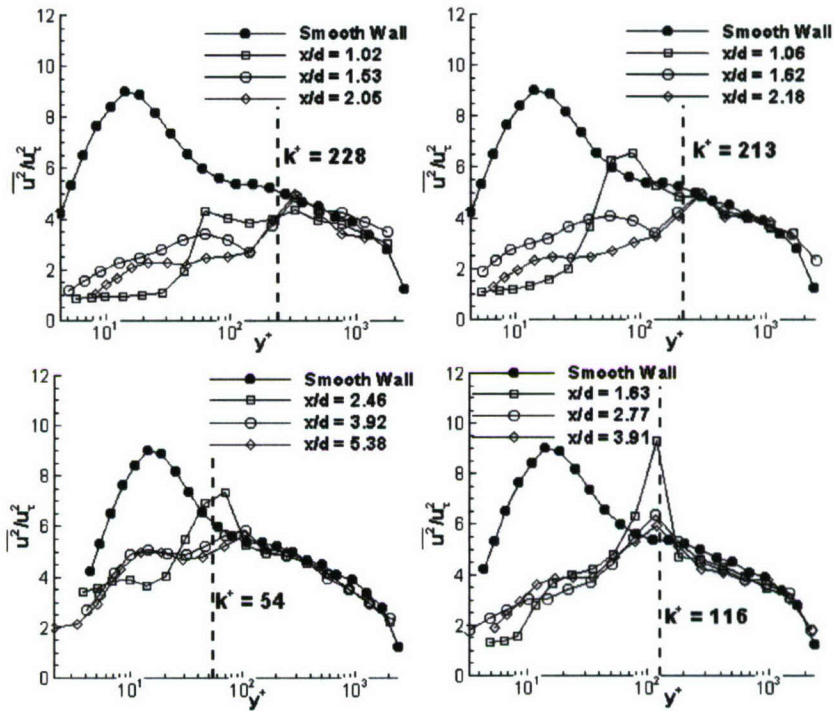 Smooth Wall
x/d = 1.02
x/d = 1.53
x/d = 2.05
k⁺ = 228
12
10
8
6
4
2
0
u²/u²τ
10¹
10²
10³
y⁺
Smooth Wall
x/d = 1.06
x/d = 1.62
x/d = 2.18
k⁺ = 213
12
10
8
6
4
2
0
u²/u²τ
10¹
10²
10³
y⁺
Smooth Wall
x/d = 2.46
x/d = 3.92
x/d = 5.38
k⁺ = 54
12
10
8
6
4
2
0
u²/u²τ
10¹
10²
10³
y⁺
Smooth Wall
x/d = 1.63
x/d = 2.77
x/d = 3.91
k⁺ = 116
12
10
8
6
4
2
0
u²/u²τ
10¹
10²
10³
y⁺